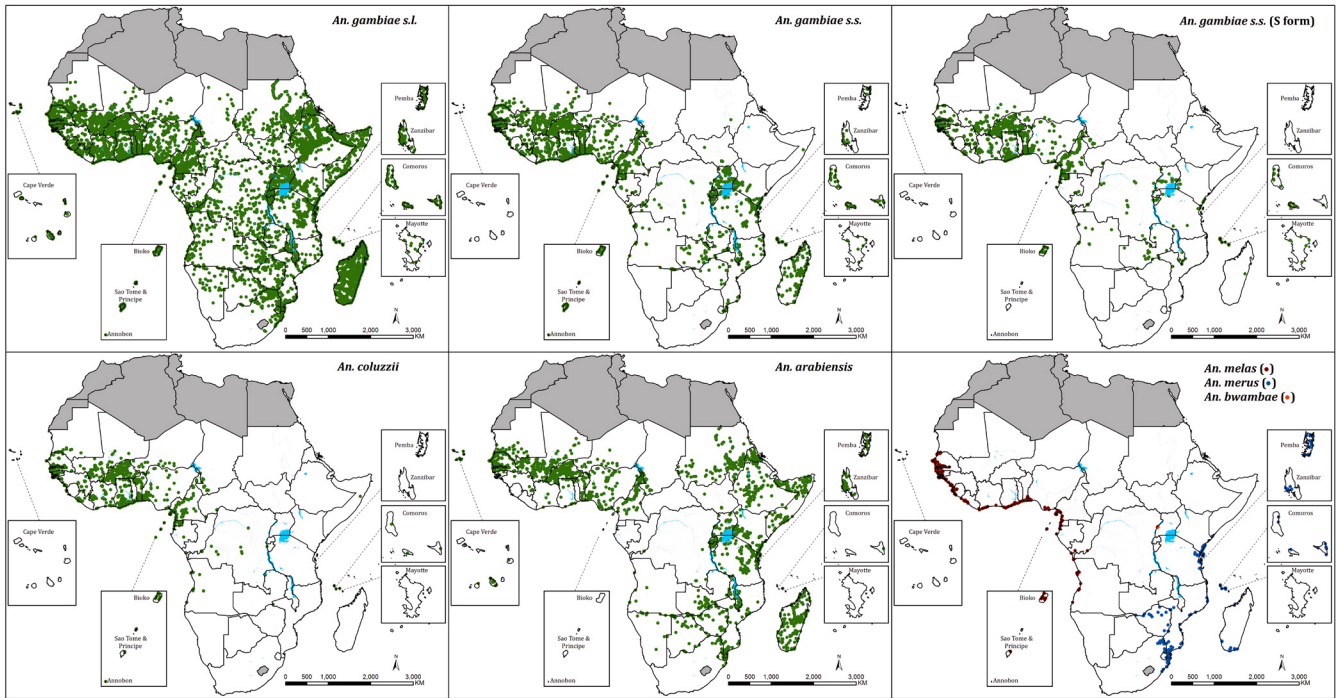 An. gambiae s.l.
Pemba
Zanzibar
Comoros
Mayotte
Cape Verde
Bioko
Sao Tome &
Principe
Annobon
N
0 500 1,000 2,000 3,000
KM
An. gambiae s.s.
Pemba
Zanzibar
Comoros
Mayotte
Cape Verde
Bioko
Sao Tome &
Principe
Annobon
N
0 500 1,000 2,000 3,000
KM
An. gambiae s.s. (S form)
Pemba
Zanzibar
Comoros
Mayotte
Cape Verde
Bioko
Sao Tome &
Principe
Annobon
N
0 500 1,000 2,000 3,000
KM
An. coluzzii
Pemba
Zanzibar
Comoros
Mayotte
Cape Verde
Bioko
Sao Tome &
Principe
Annobon
N
0 500 1,000 2,000 3,000
KM
An. arabiensis
Pemba
Zanzibar
Comoros
Mayotte
Cape Verde
Bioko
Sao Tome &
Principe
Annobon
N
0 500 1,000 2,000 3,000
KM
An. melas (•)
An. merus (•)
An. bwambae (•)
Pemba
Zanzibar
Comoros
Mayotte
Cape Verde
Bioko
Sao Tome &
Principe
Annobon
N
0 500 1,000 2,000 3,000
KM